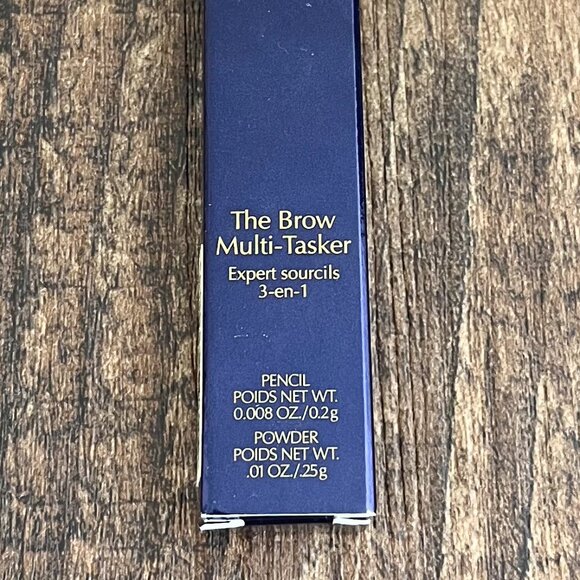 The Brow
Multi-Tasker
Expert sourcils
3-en-1
PENCIL
POIDS NET WT.
0.008 OZ./0.2g
POWDER
POIDS NET WT.
.01 OZ./.25g